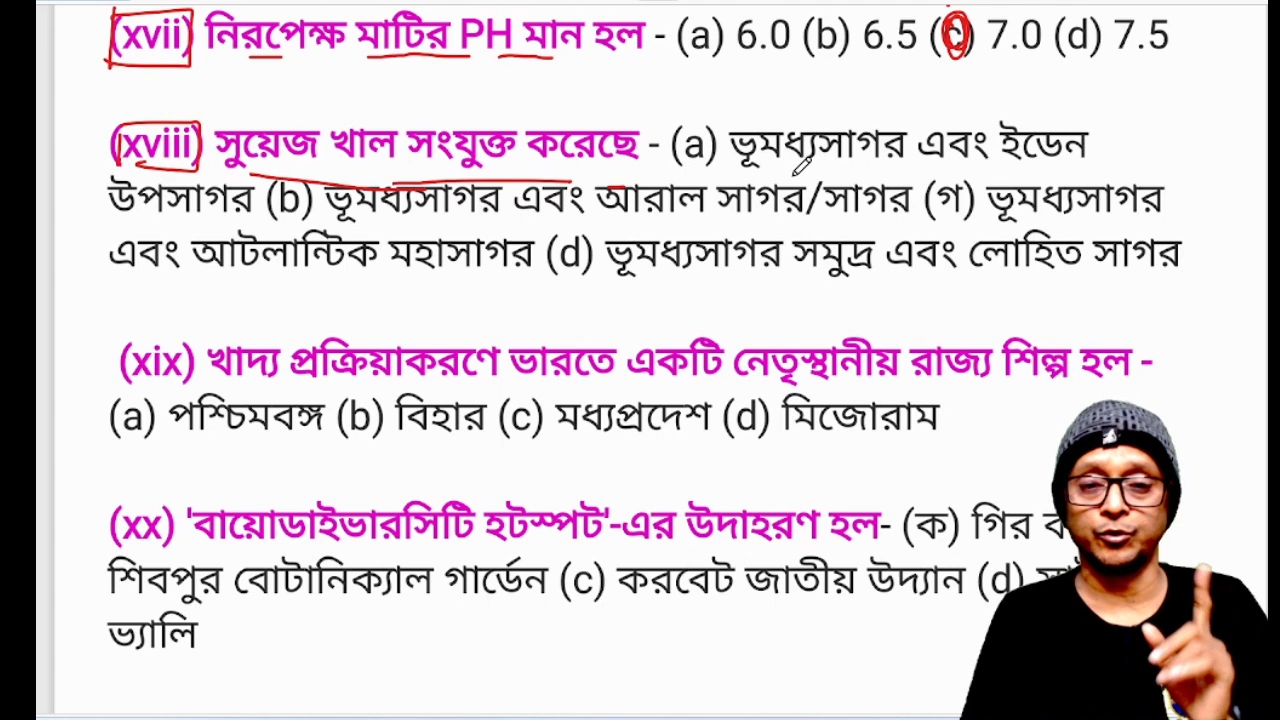 (xvii) নিরপেক্ষ মাটির PH মান হল - (a) 6.0 (b) 6.5 (c) 7.0 (d) 7.5
(xviii) সুয়েজ খাল সংযুক্ত করেছে - (a) ভূমধ্যসাগর এবং ইডেন
উপসাগর (b) ভূমধ্যসাগর এবং আরাল সাগর/সাগর (গ) ভূমধ্যসাগর
এবং আটলান্টিক মহাসাগর (d) ভূমধ্যসাগর সমুদ্র এবং লোহিত সাগর
(xix) খাদ্য প্রক্রিয়াকরণে ভারতে একটি নেতৃস্থানীয় রাজ্য শিল্প হল -
(a) পশ্চিমবঙ্গ (b) বিহার (c) মধ্যপ্রদেশ (d) মিজোরাম
(xx) 'বায়োডাইভারসিটি হটস্পট'-এর উদাহরণ হল- (ক) গির
শিবপুর বোটানিক্যাল গার্ডেন (c) করবেট জাতীয় উদ্যান (d)
ভ্যালি